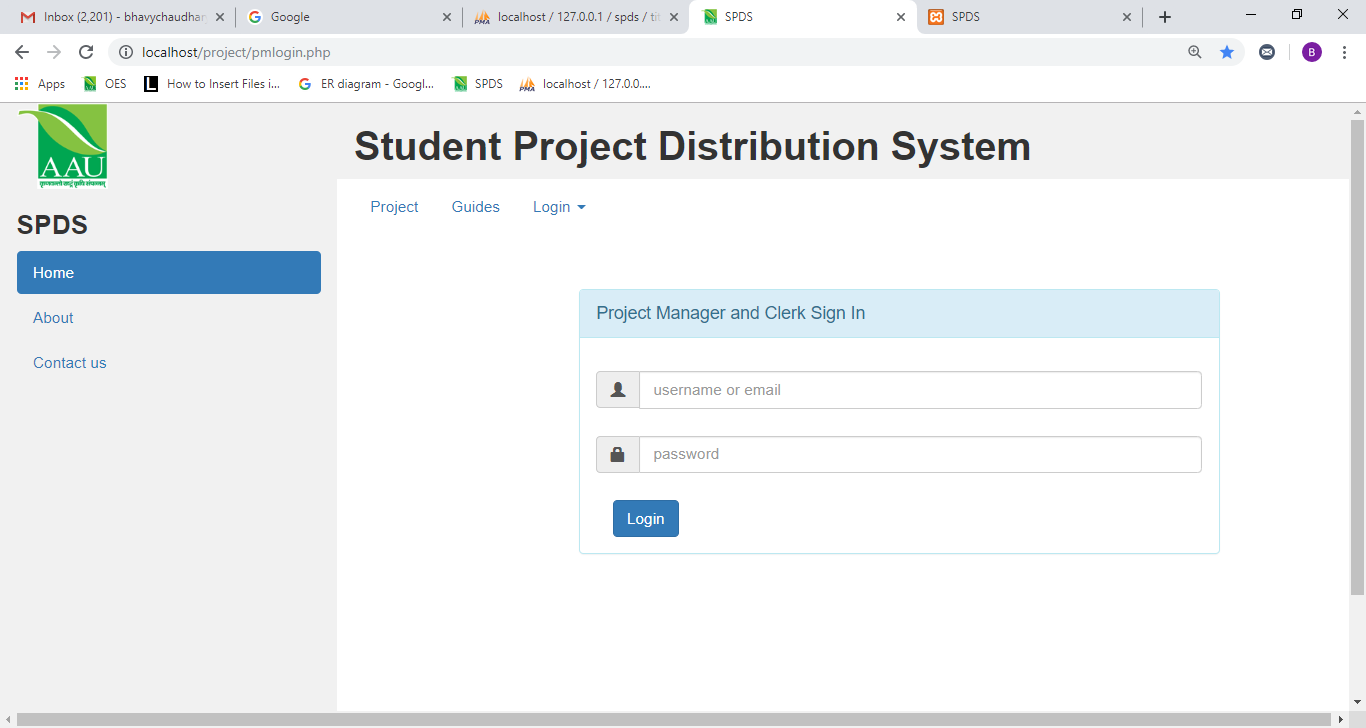 Inbox (2,201) - bhavychaudhar
Google
localhost / 127.0.0.1 / spds / tit
SPDS
SPDS
localhost/project/pmlogin.php
B
Apps
OES
How to Insert Files i...
ER diagram - Googl...
SPDS
localhost / 127.0.0....
AAU
Student Project Distribution System
Project
Guides
Login
SPDS
Home
About
Contact us
Project Manager and Clerk Sign In
username or email
password
Login